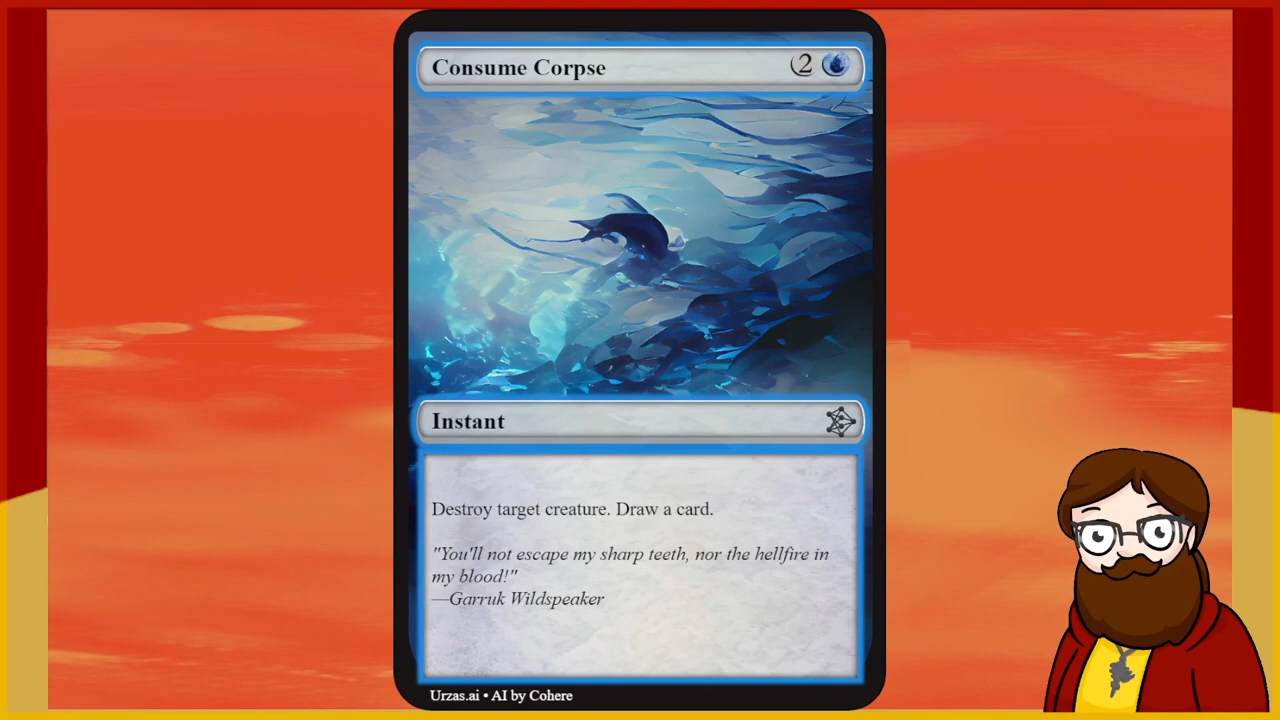 Consume Corpse 2
Instant
Destroy target creature. Draw a card.
"You'll not escape my sharp teeth, nor the hellfire in
my blood!"
—Garruk Wildspeaker
Urzas.ai • AI by Cohere